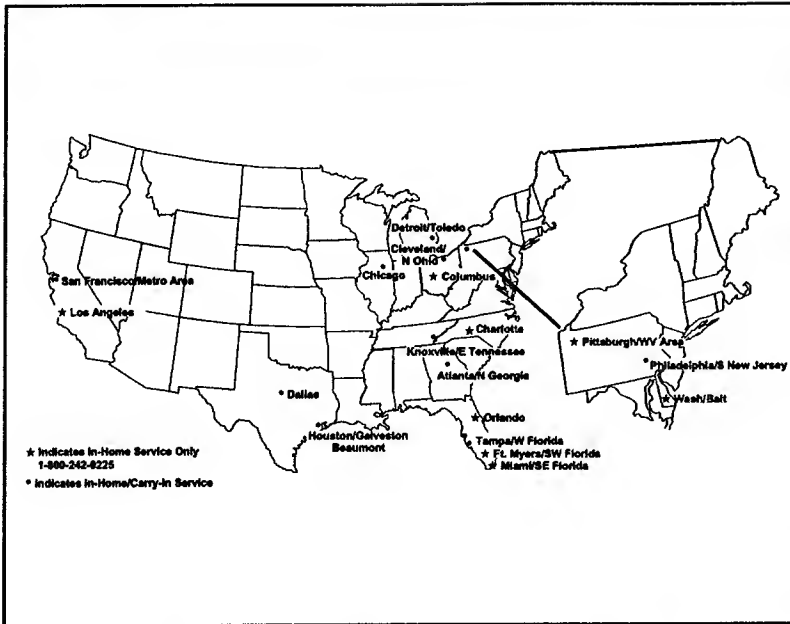 Detroit/Toledo
Cleveland/
N Ohio
Chicago
★ Columbus
★ San Francisco/Metro Area
★ Los Angeles
★ Charlotte
Knoxville/E Tennessee
Atlanta/N Georgia
★ Pittsburgh/WV Area
Philadelphia/S New Jersey
★ Wash/Balt
• Dallas
Houston/Galveston
Beaumont
★ Orlando
Tampa/W Florida
★ Ft. Myers/SW Florida
★ Miami/SE Florida
★ Indicates In-Home Service Only
1-800-242-8225
• Indicates In-Home/Carry-In Service